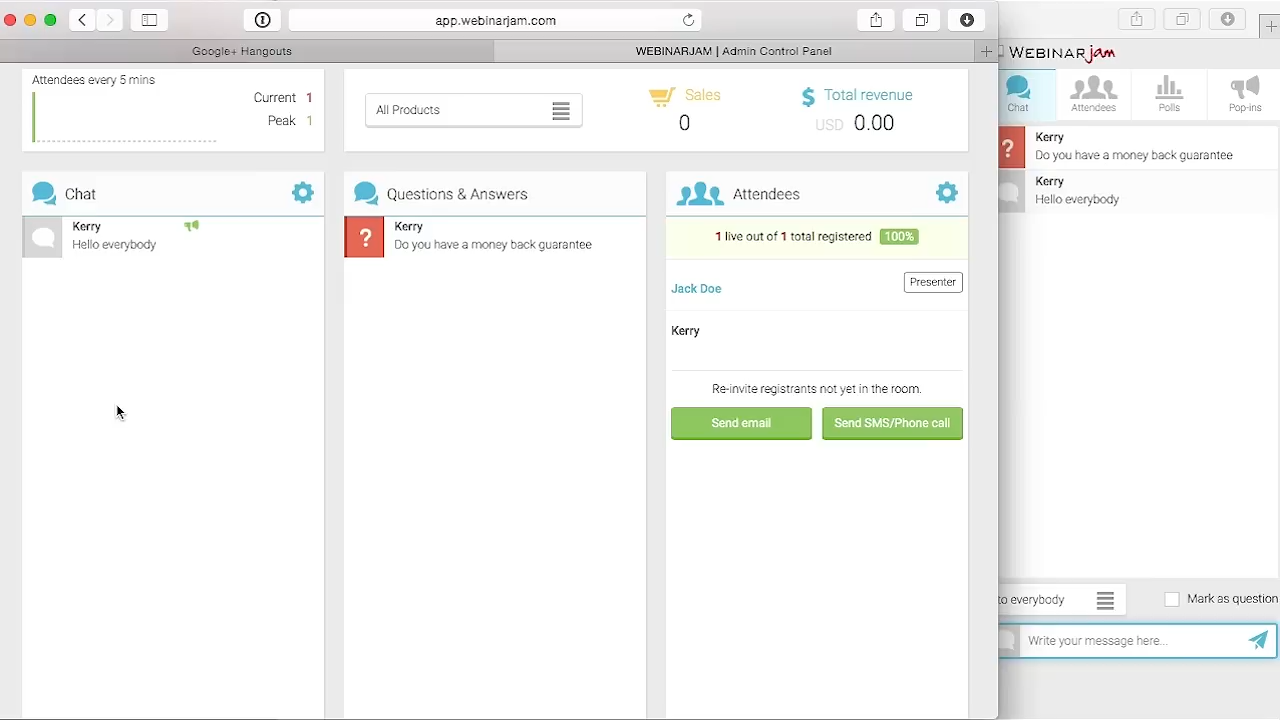 app.webinarjam.com
Google+ Hangouts
WEBINARJAM | Admin Control Panel
Attendees every 5 mins
Current 1
Peak 1
All Products
Sales
0
$ Total revenue
USD 0.00
Chat
Kerry
Hello everybody
Questions & Answers
? Kerry
Do you have a money back guarantee
Attendees
1 live out of 1 total registered 100%
Jack Doe
Presenter
Kerry
Re-invite registrants not yet in the room.
Send email
Send SMS/Phone call
WEBINARjam
Chat
Attendees
Polls
Pop-ins
? Kerry
Do you have a money back guarantee
Kerry
Hello everybody
to everybody
Mark as question
Write your message here...